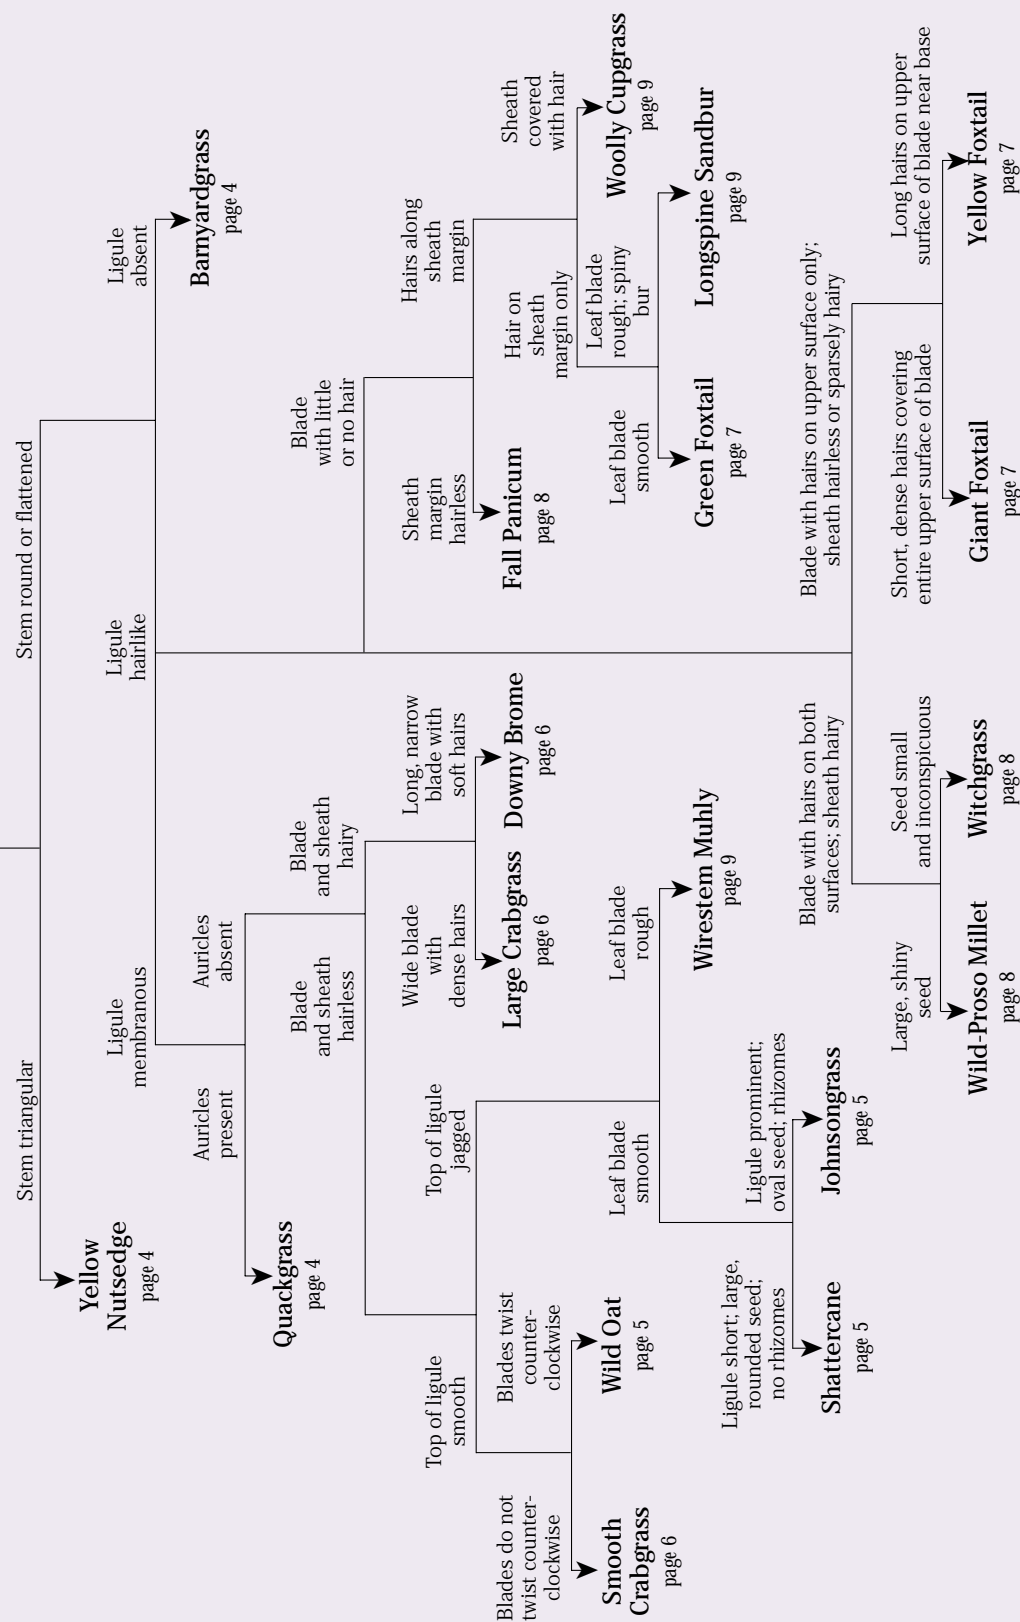 Stem triangular
Stem round or flattened
Yellow
Nutsedge
page 4
Ligule
membranous
Ligule
hairlike
Ligule
absent
Barnyardgrass
page 4
Auricles
present
Auricles
absent
Quackgrass
page 4
Blade
and sheath
hairless
Blade
and sheath
hairy
Blade
with little
or no hair
Top of ligule
smooth
Top of ligule
jagged
Wide blade
with
dense hairs
Long, narrow
blade with
soft hairs
Sheath
margin
hairless
Hairs along
sheath
margin
Large Crabgrass
page 6
Downy Brome
page 6
Fall Panicum
page 8
Blades do not
twist counter-
clockwise
Blades twist
counter-
clockwise
Hair on
sheath
margin only
Sheath
covered
with hair
Smooth
Crabgrass
page 6
Wild Oat
page 5
Woolly Cupgrass
page 9
Leaf blade
smooth
Leaf blade
rough
Leaf blade
smooth
Leaf blade
rough; spiny
bur
Wirestem Muhly
page 9
Green Foxtail
page 7
Longspine Sandbur
page 9
Ligule short; large,
rounded seed;
no rhizomes
Ligule prominent;
oval seed; rhizomes
Shattercane
page 5
Johnsongrass
page 5
Blade with hairs on both
surfaces; sheath hairy
Blade with hairs on upper surface only;
sheath hairless or sparsely hairy
Large, shiny
seed
Seed small
and inconspicuous
Short, dense hairs covering
entire upper surface of blade
Long hairs on upper
surface of blade near base
Wild-Proso Millet
page 8
Witchgrass
page 8
Giant Foxtail
page 7
Yellow Foxtail
page 7